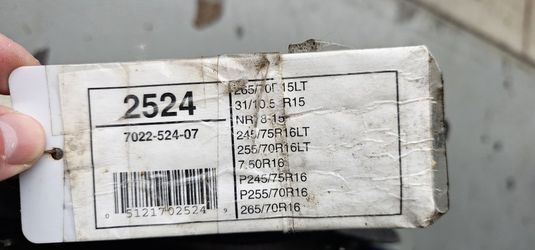 2524
7022-524-07
0 51217 02524 9
265/70R15LT
31/10.5 R15
NR78-15
245/75R16LT
255/70R16LT
7.50R16
P245/75R16
P255/70R16
265/70R16